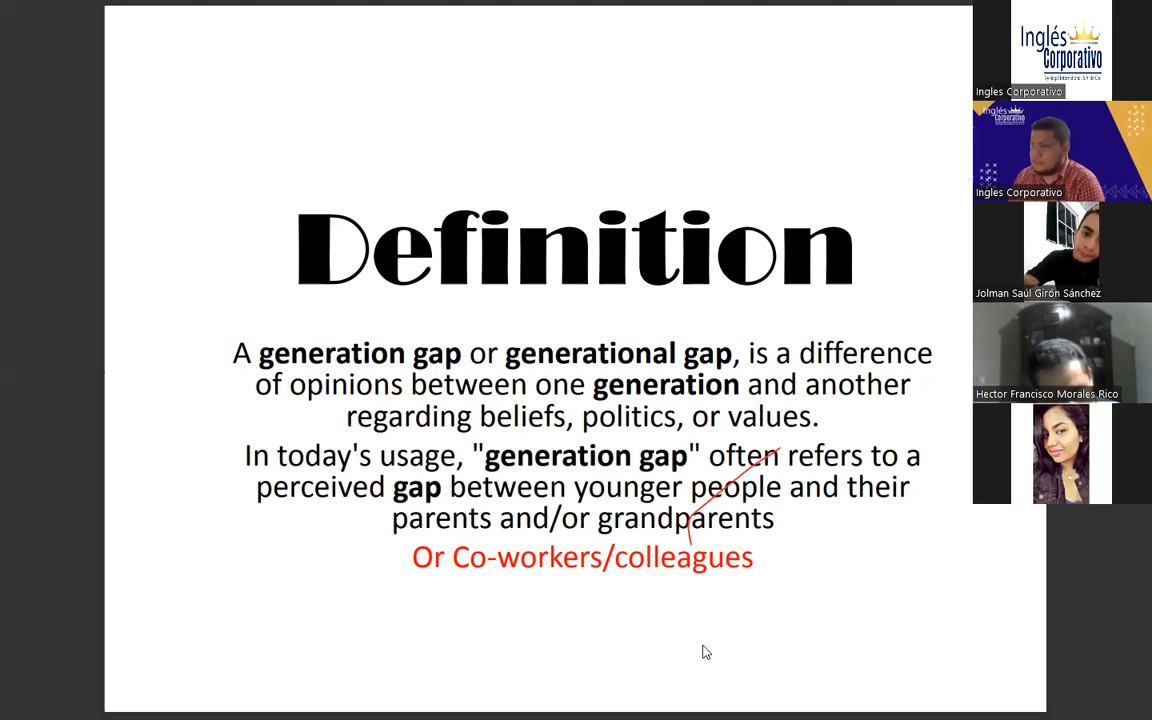 Definition
A generation gap or generational gap, is a difference
of opinions between one generation and another
regarding beliefs, politics, or values.
In today's usage, "generation gap" often refers to a
perceived gap between younger people and their
parents and/or grandparents
Or Co-workers/colleagues
Inglés
Corporativo
Ingles Corporativo
Inglés
Corporativo
Ingles Corporativo
Jolman Saúl Girón Sánchez
Hector Francisco Morales Rico